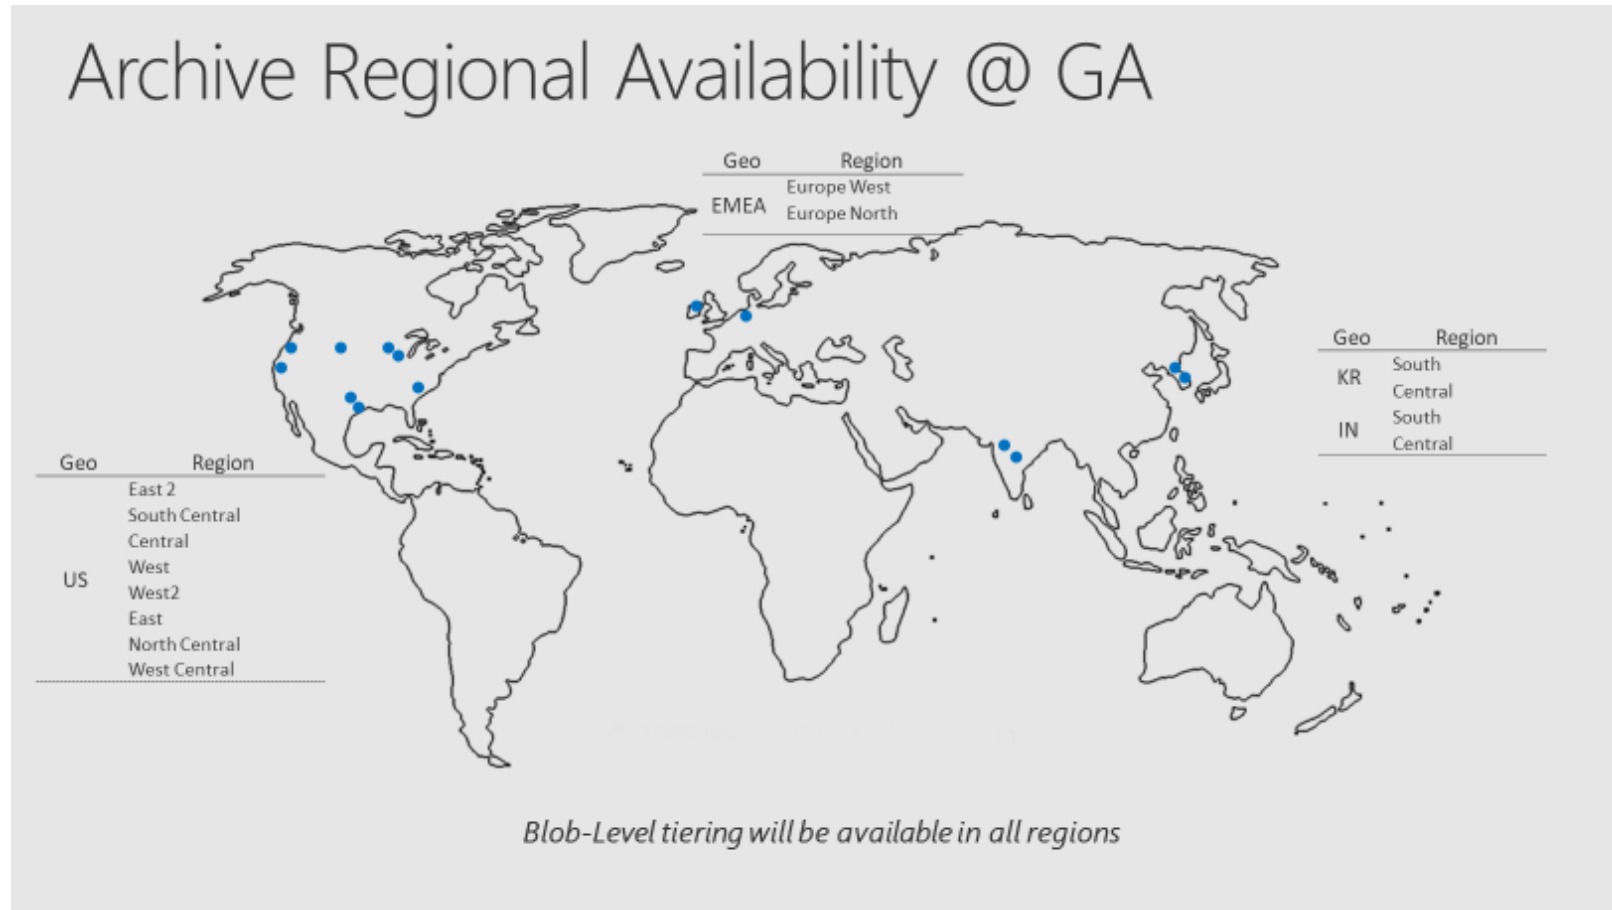 Archive Regional Availability @ GA
Geo Region
EMEA
Europe West
Europe North
Geo Region
KR
South
Central
IN
South
Central
Geo Region
US
East 2
South Central
Central
West
West2
East
North Central
West Central
Blob-Level tiering will be available in all regions